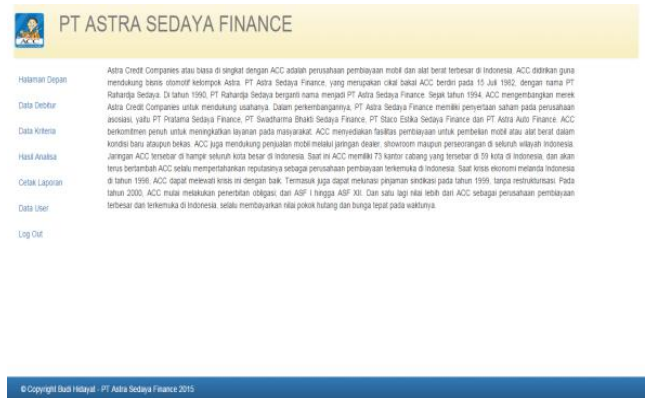 PT ASTRA SEDAYA FINANCE
ACC
Halaman Depan
Data Debitur
Data Kriteria
Hasil Analisa
Cetak Laporan
Data User
Log Out
Astra Credit Companies atau biasa di singkat dengan ACC adalah perusahaan pembiayaan mobil dan alat berat terbesar di Indonesia. ACC didirikan guna
mendukung bisnis otomotif kelompok Astra. PT Astra Sedaya Finance, yang merupakan cikal bakal ACC berdiri pada 15 Juli 1982, dengan nama PT
Rahardja Sedaya. Di tahun 1990, PT Rahardja Sedaya berganti nama menjadi PT Astra Sedaya Finance. Sejak tahun 1994, ACC mengembangkan merek
Astra Credit Companies untuk mendukung usahanya. Dalam perkembangannya, PT Astra Sedaya Finance memiliki penyertaan saham pada perusahaan
asosiasi, yaitu PT Pratama Sedaya Finance, PT Swadharma Bhakti Sedaya Finance, PT Staco Estika Sedaya Finance dan PT Astra Auto Finance. ACC
berkomitmen penuh untuk meningkatkan layanan pada masyarakat. ACC menyediakan fasilitas pembiayaan untuk pembelian mobil atau alat berat dalam
kondisi baru ataupun bekas. ACC juga mendukung penjualan mobil melalui jaringan dealer, showroom maupun perseorangan di seluruh wilayah Indonesia.
Jaringan ACC tersebar di hampir seluruh kota besar di Indonesia. Saat ini ACC memiliki 73 kantor cabang yang tersebar di 59 kota di Indonesia, dan akan
terus bertambah ACC selalu mempertahankan reputasinya sebagai perusahaan pembiayaan terkemuka di Indonesia. Saat krisis ekonomi melanda Indonesia
di tahun 1998, ACC dapat melewati krisis ini dengan baik. Termasuk juga dapat melunasi pinjaman sindikasi pada tahun 1999, tanpa restrukturisasi. Pada
tahun 2000, ACC mulai melakukan penerbitan obligasi, dari ASF I hingga ASF XII. Dan satu lagi nilai lebih dari ACC sebagai perusahaan pembiayaan
terbesar dan terkemuka di Indonesia, selalu membayarkan nilai pokok hutang dan bunga tepat pada waktunya.
© Copyright Budi Hidayat - PT Astra Sedaya Finance 2015